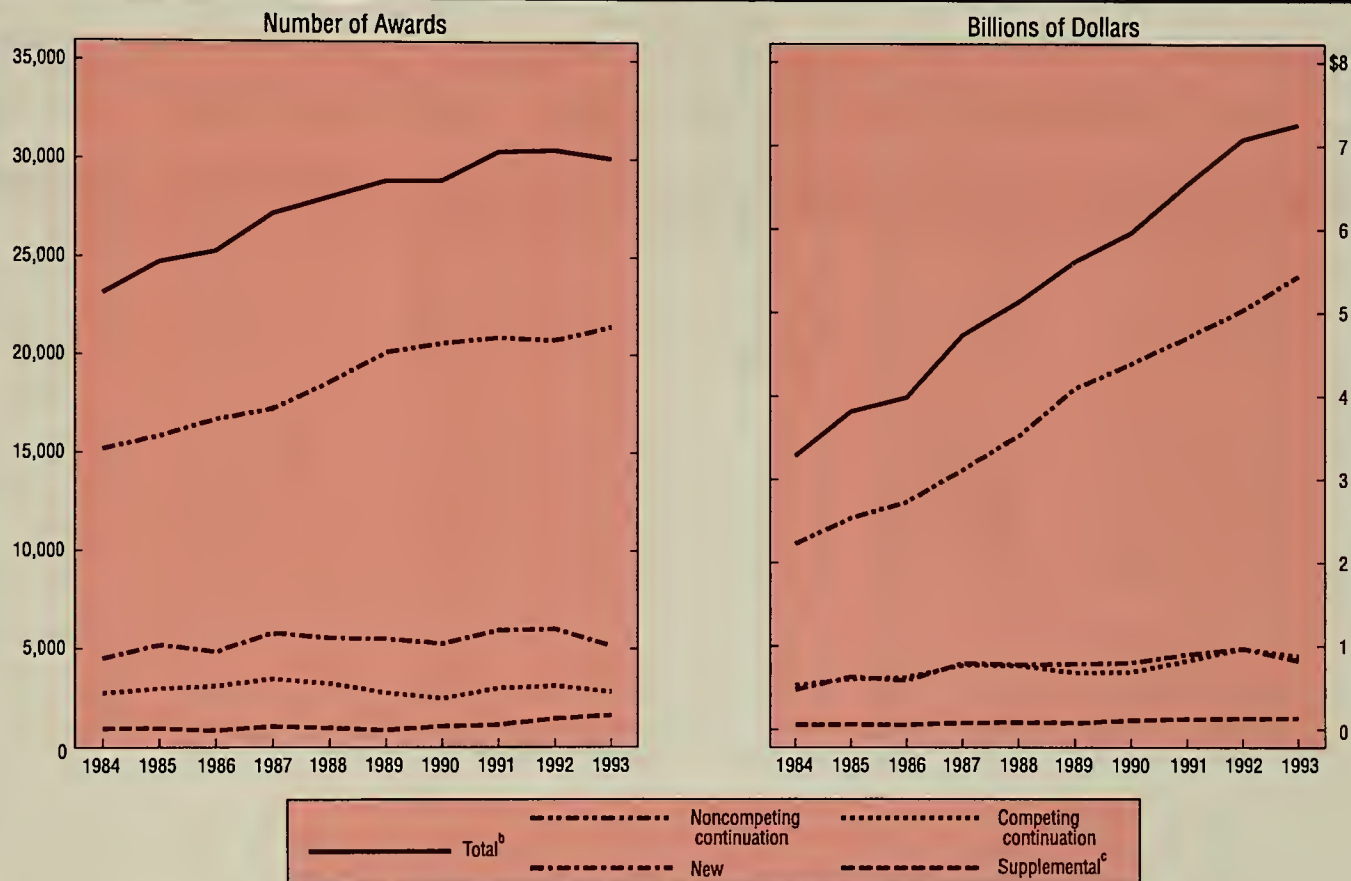 Number of Awards
35,000
30,000
25,000
20,000
15,000
10,000
5,000
0
1984 1985 1986 1987 1988 1989 1990 1991 1992 1993
Billions of Dollars
$8
7
6
5
4
3
2
1
0
1984 1985 1986 1987 1988 1989 1990 1991 1992 1993
Total b
Noncompeting
continuation
New
Competing
continuation
Supplemental c